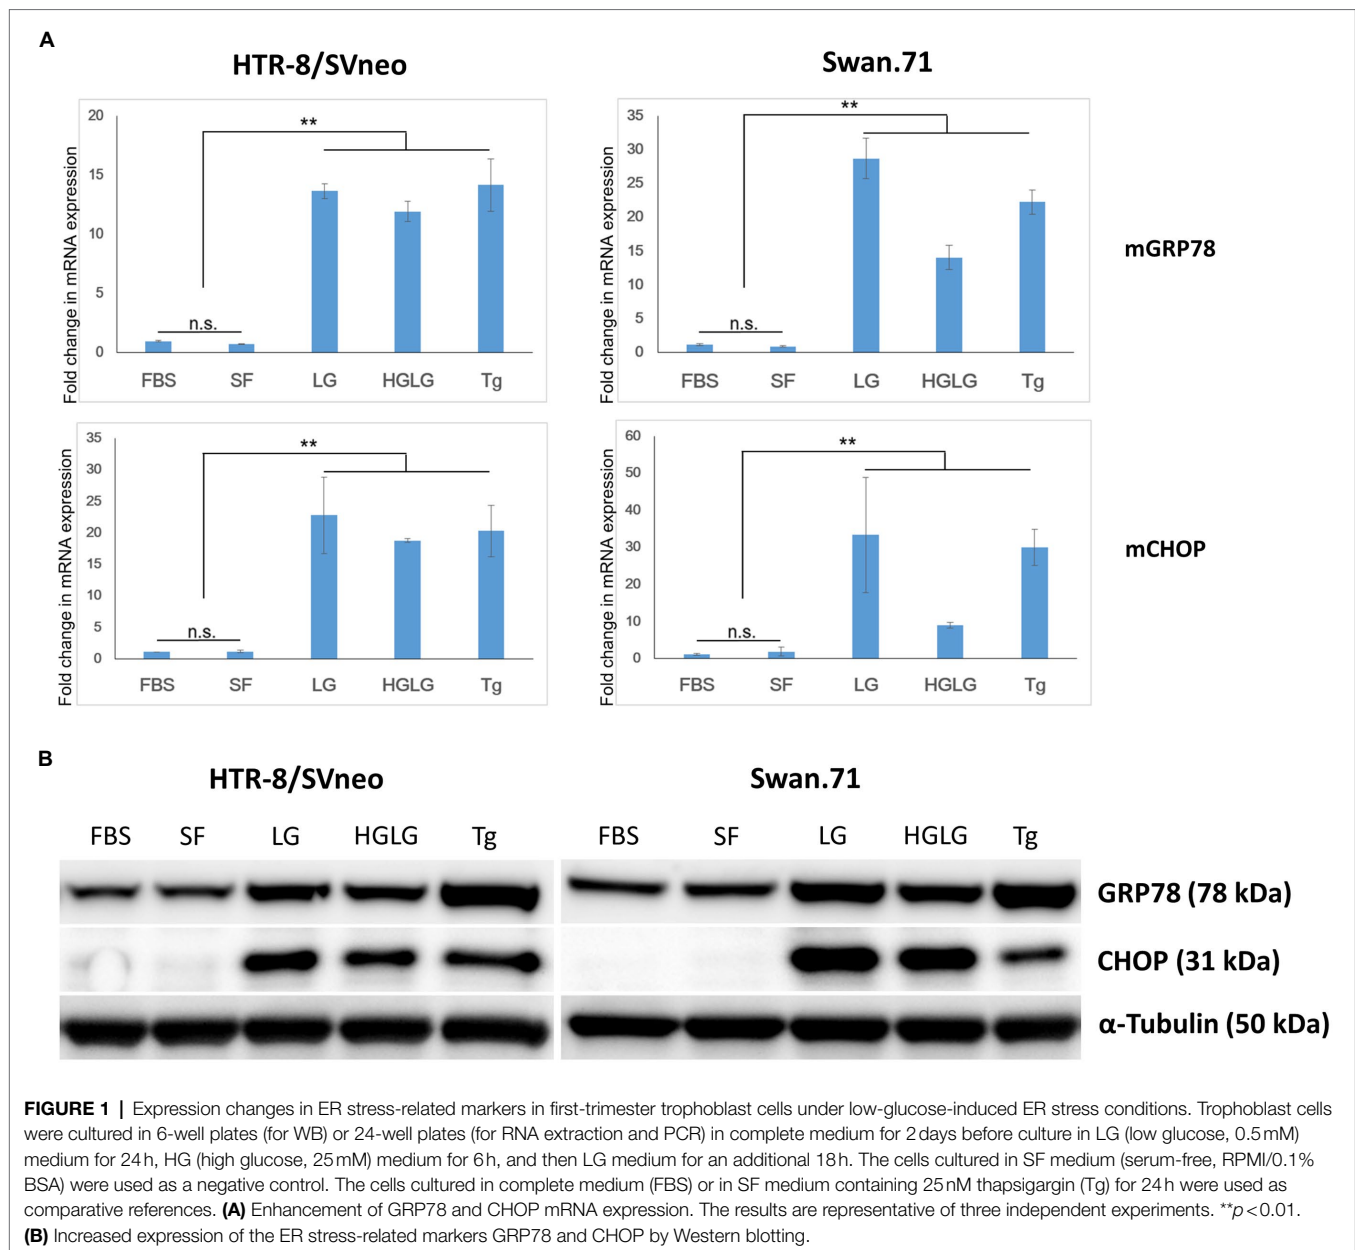 A
HTR-8/SVneo
Swan.71
Fold change in mRNA expression
20
15
10
5
0
**
n.s.
FBS SF LG HGLG Tg
Fold change in mRNA expression
35
30
25
20
15
10
5
0
**
n.s.
FBS SF LG HGLG Tg
mGRP78
Fold change in mRNA expression
35
30
25
20
15
10
5
0
**
n.s.
FBS SF LG HGLG Tg
Fold change in mRNA expression
60
50
40
30
20
10
0
**
n.s.
FBS SF LG HGLG Tg
mCHOP
B
HTR-8/SVneo
Swan.71
FBS SF LG HGLG Tg FBS SF LG HGLG Tg
GRP78 (78 kDa)
CHOP (31 kDa)
α-Tubulin (50 kDa)
FIGURE 1 | Expression changes in ER stress-related markers in first-trimester trophoblast cells under low-glucose-induced ER stress conditions. Trophoblast cells
were cultured in 6-well plates (for WB) or 24-well plates (for RNA extraction and PCR) in complete medium for 2 days before culture in LG (low glucose, 0.5 mM)
medium for 24 h, HG (high glucose, 25 mM) medium for 6 h, and then LG medium for an additional 18 h. The cells cultured in SF medium (serum-free, RPMI/0.1%
BSA) were used as a negative control. The cells cultured in complete medium (FBS) or in SF medium containing 25 nM thapsigargin (Tg) for 24 h were used as
comparative references. (A) Enhancement of GRP78 and CHOP mRNA expression. The results are representative of three independent experiments. **p < 0.01.
(B) Increased expression of the ER stress-related markers GRP78 and CHOP by Western blotting.